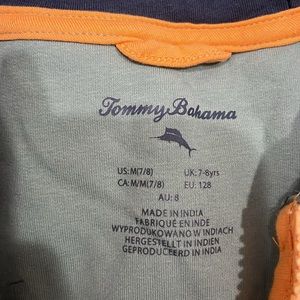 Tommy Bahama
US: M(7/8) UK: 7-8yrs
CA: M/M(7/8) EU: 128
AU: 8
MADE IN INDIA
FABRIQUÉ EN INDE
WYPRODUKOWANO W INDIACH
HERGESTELLT IN INDIEN
GEPRODUCEERD IN INDIA